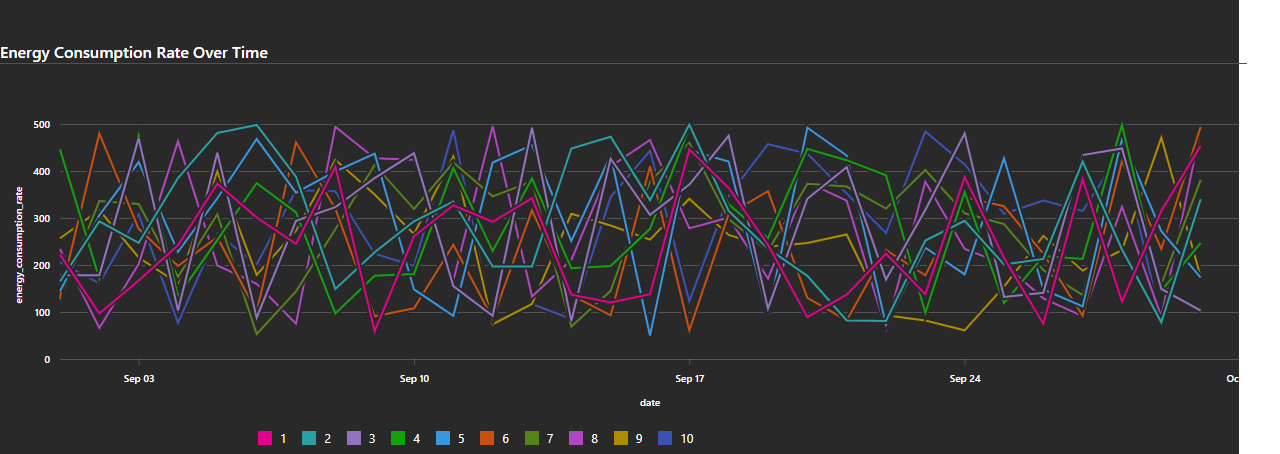 Energy Consumption Rate Over Time
energy_consumption_rate
500
400
300
200
100
0
Sep 03 Sep 10 Sep 17 Sep 24 Oc
date
1 2 3 4 5 6 7 8 9 10